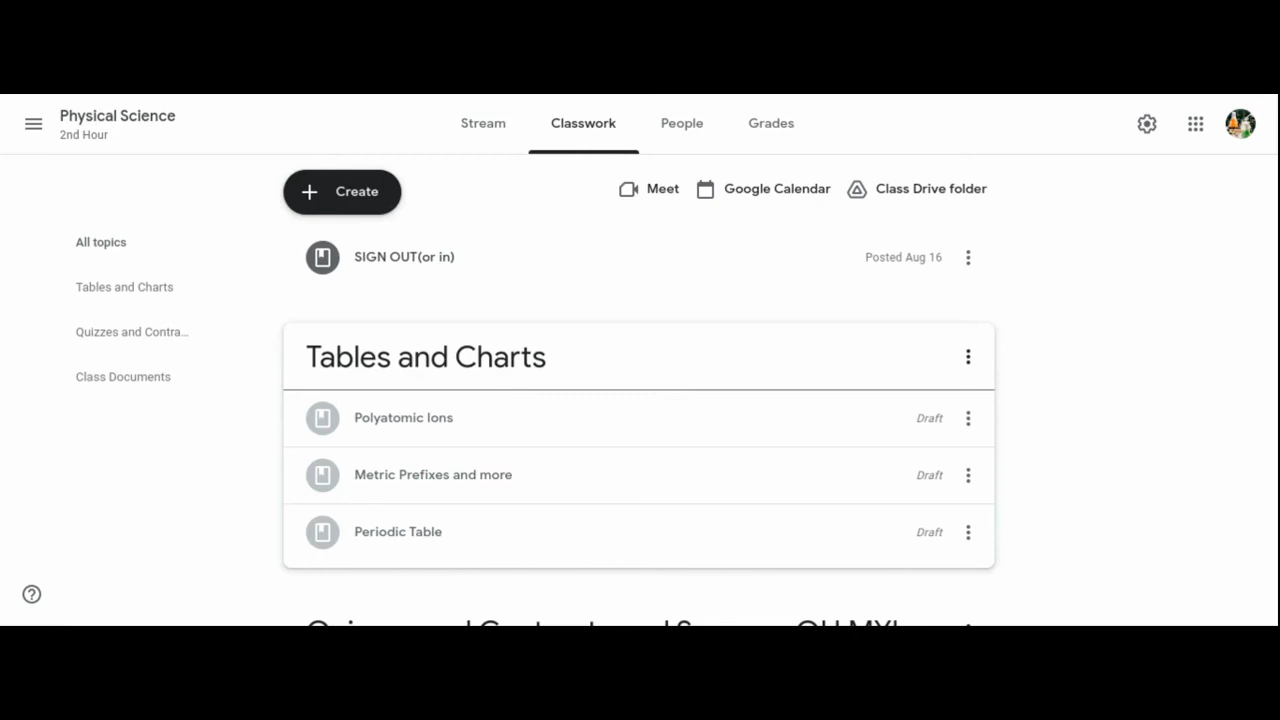 Physical Science
2nd Hour
Stream
Classwork
People
Grades
Create
Meet
Google Calendar
Class Drive folder
All topics
Tables and Charts
Quizzes and Contra...
Class Documents
SIGN OUT(or in)
Posted Aug 16
Tables and Charts
Polyatomic Ions
Draft
Metric Prefixes and more
Draft
Periodic Table
Draft